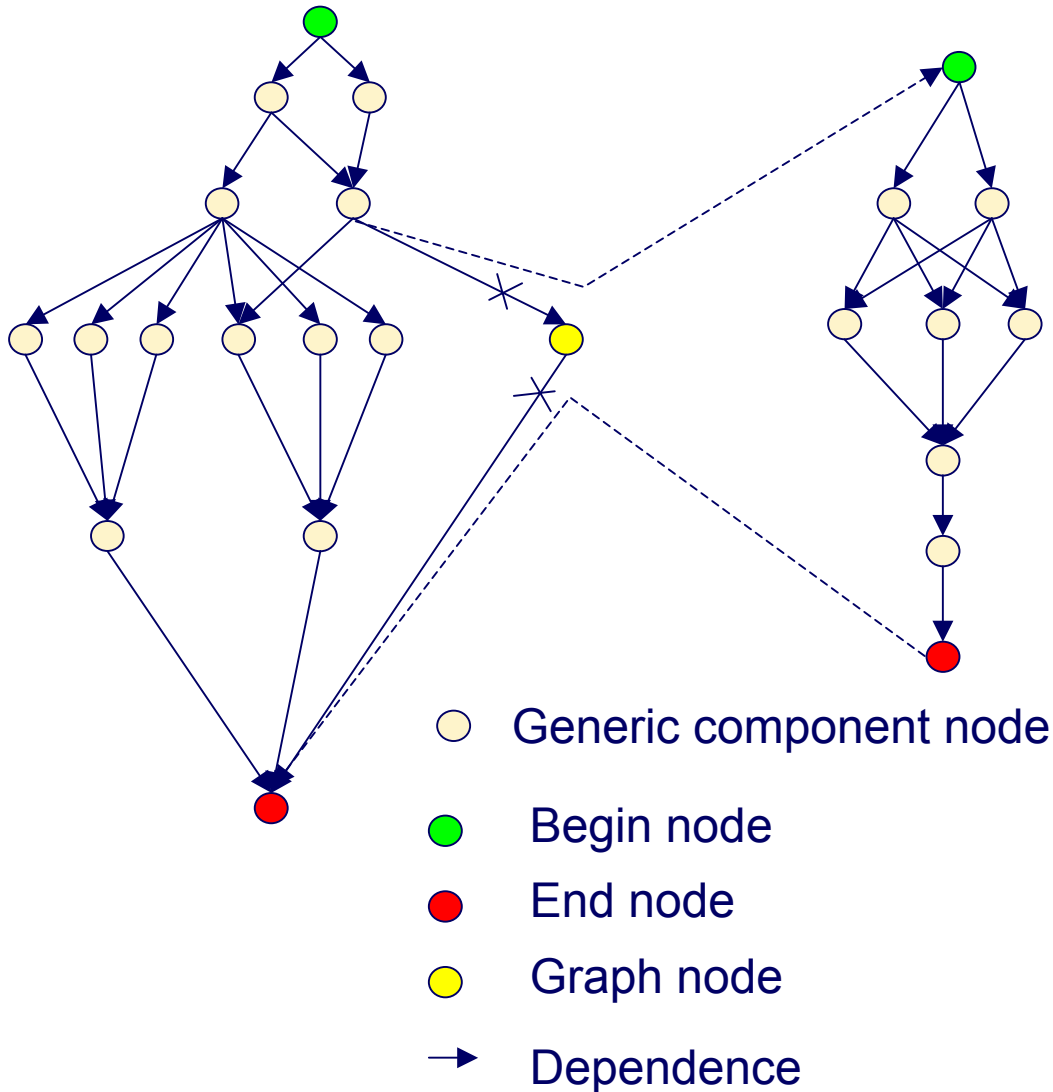 Generic component node
Begin node
End node
Graph node
Dependence